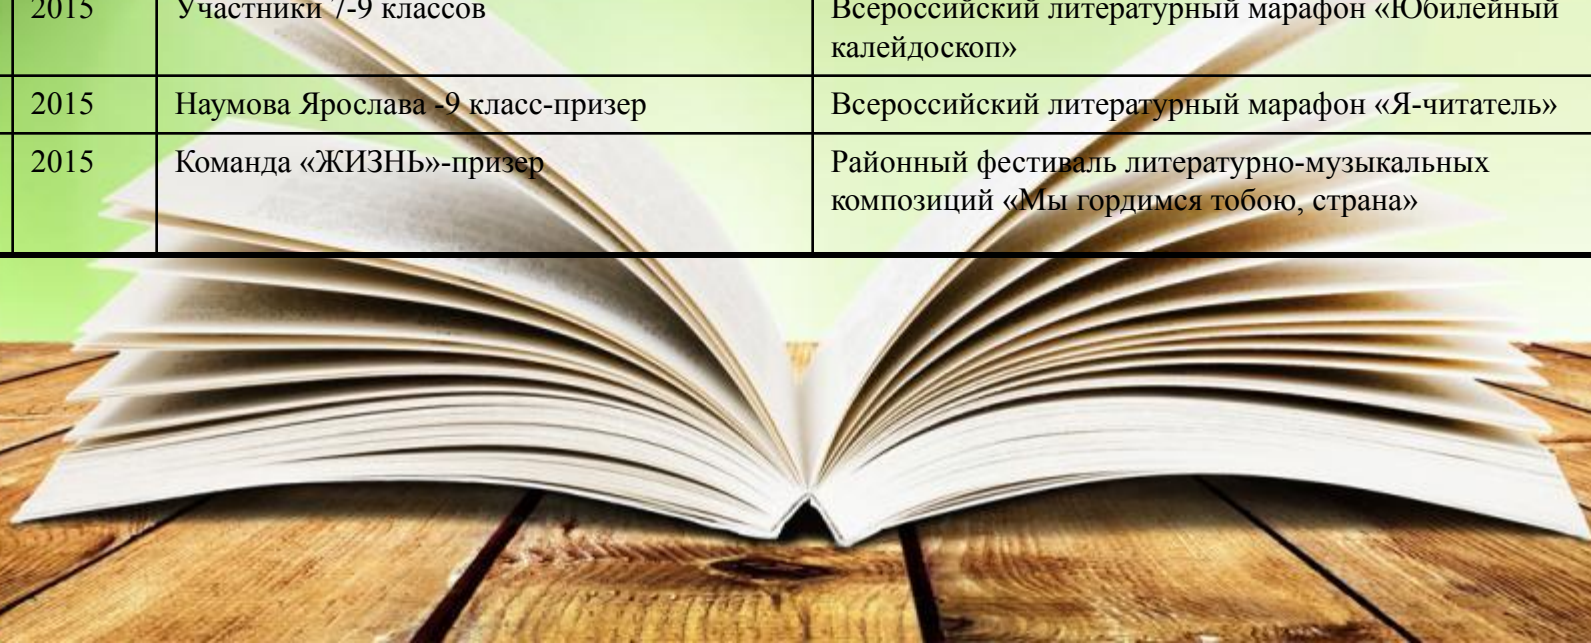 2015 Участники 7-9 классов Всероссийский литературный марафон «Юбилейный
калейдоскоп»
2015 Наумова Ярослава -9 класс-призер Всероссийский литературный марафон «Я-читатель»
2015 Команда «ЖИЗНЬ»-призер Районный фестиваль литературно-музыкальных
композиций «Мы гордимся тобою, страна»